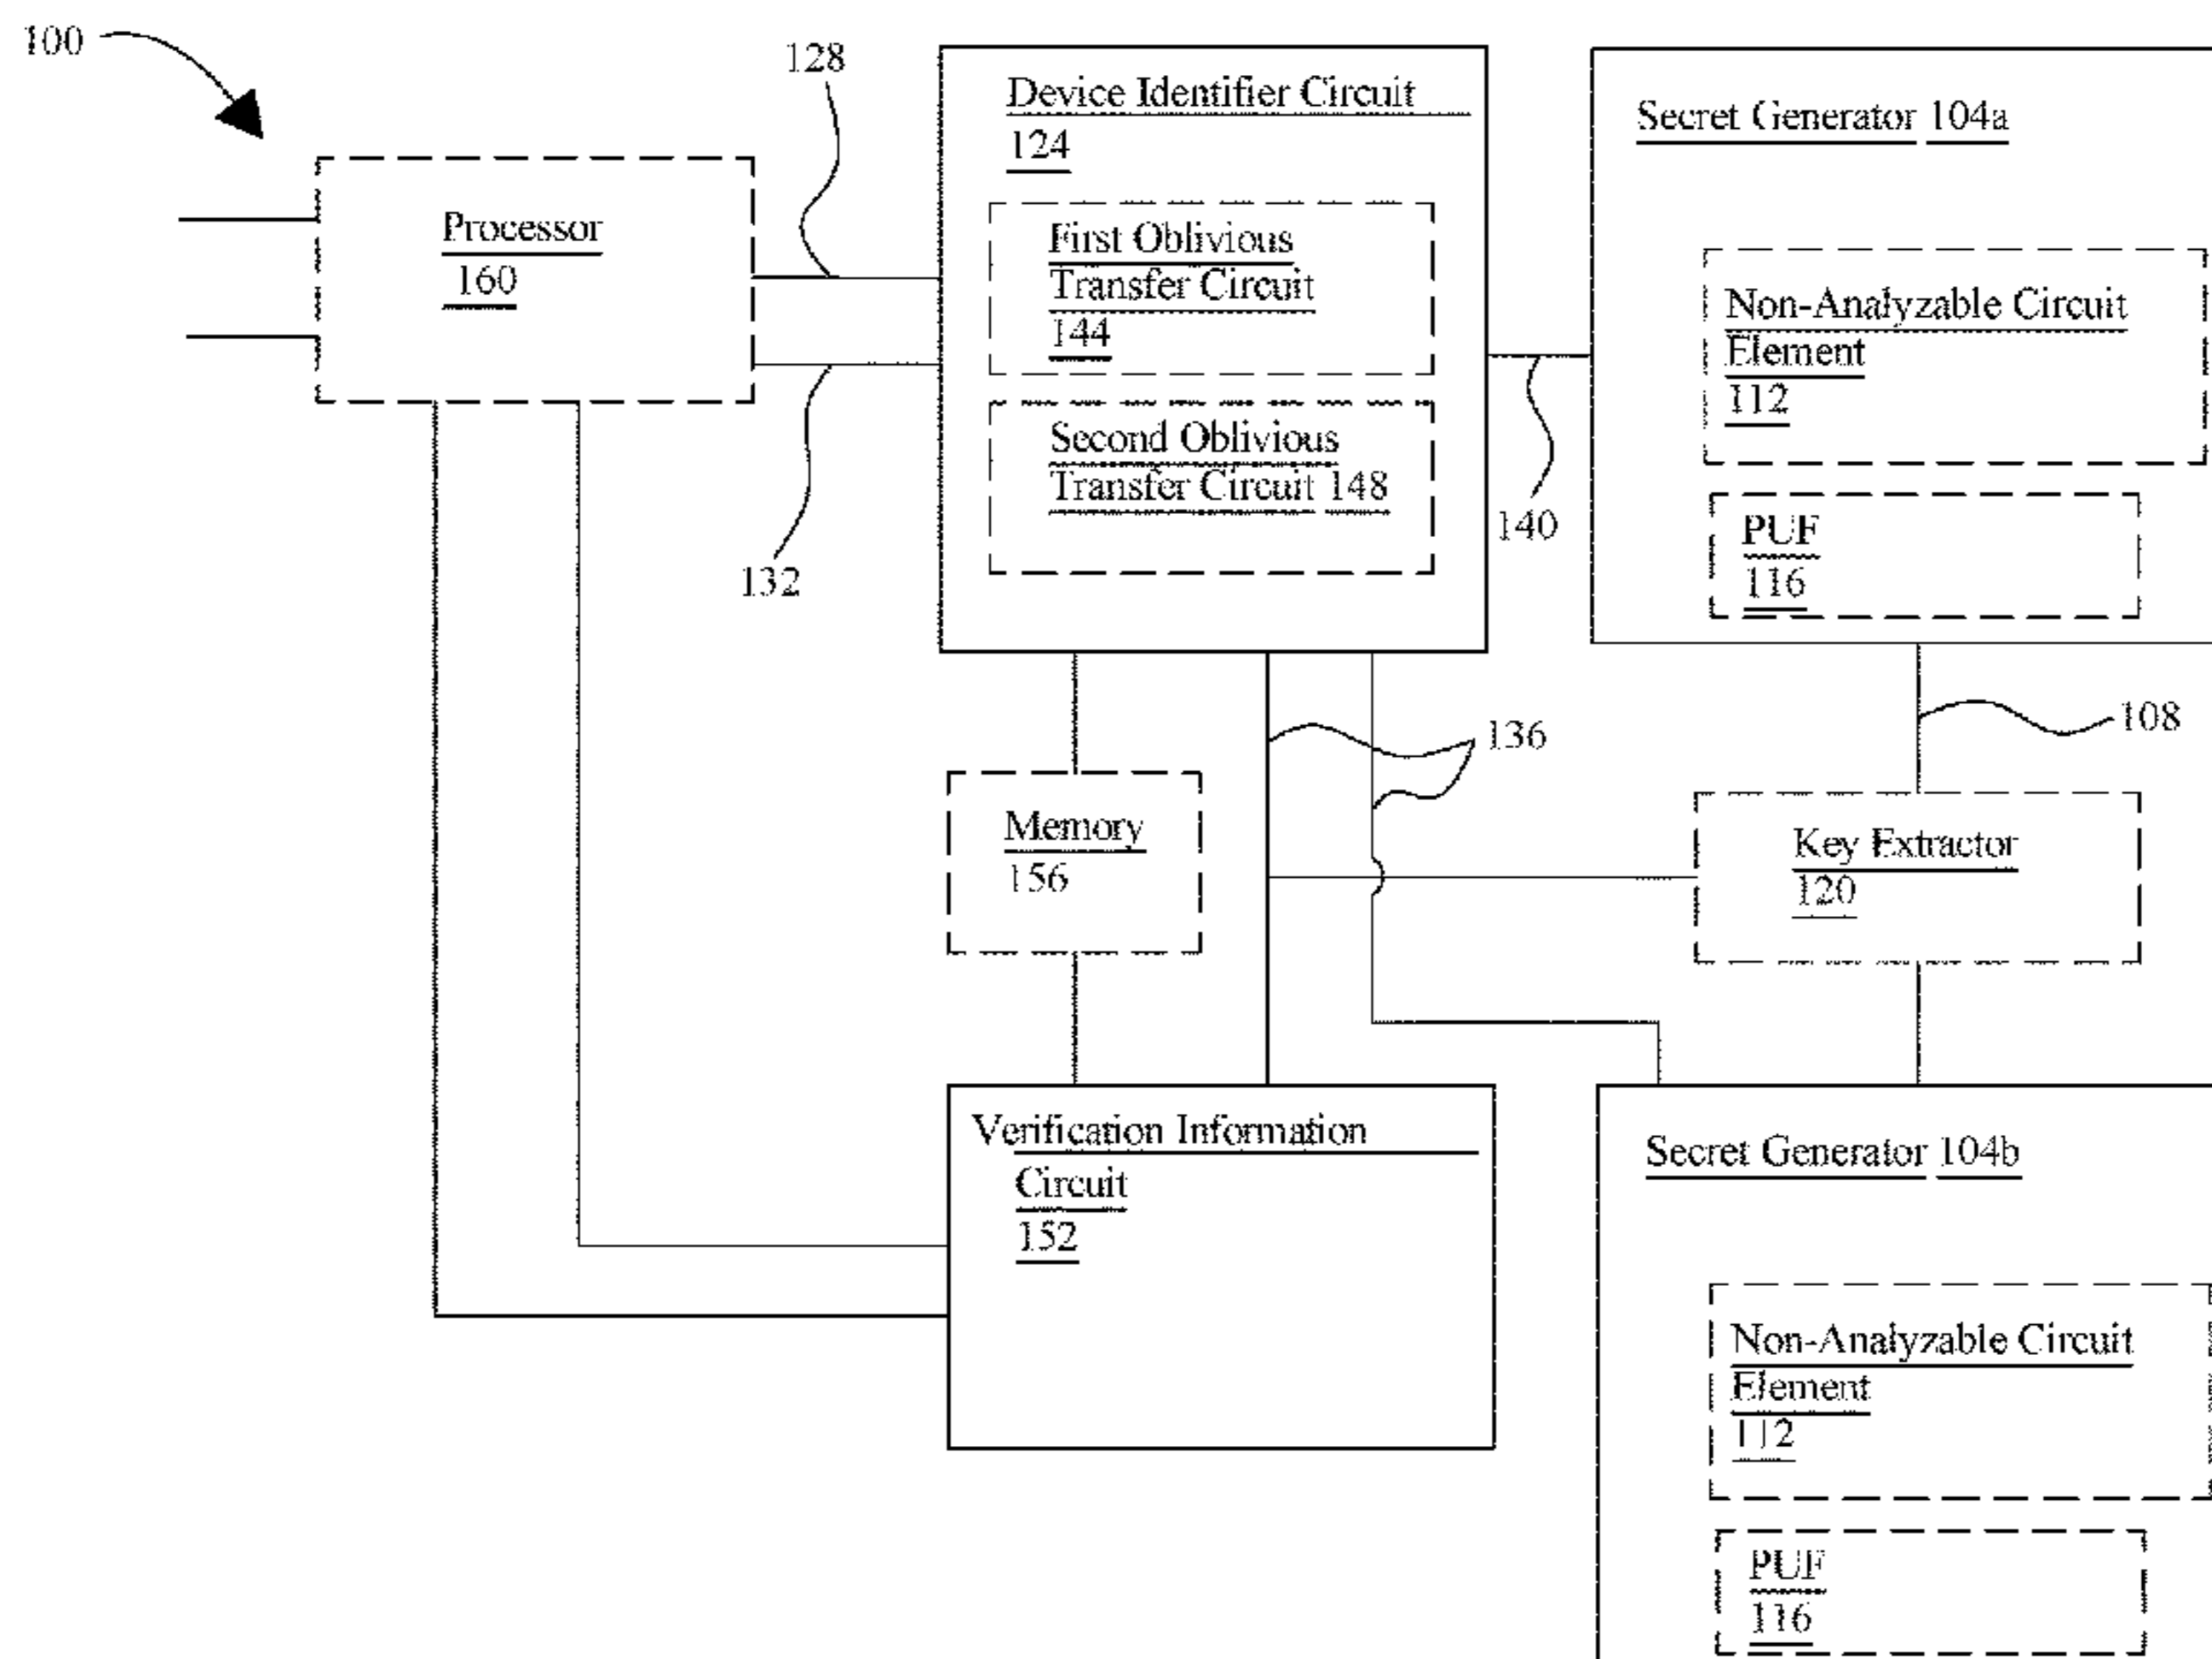 100
128
Device Identifier Circuit
124
Secret Generator 104a
Processor
160
First Oblivious
Transfer Circuit
144
Non-Analyzable Circuit
Element
112
Second Oblivious
Transfer Circuit 148
140
PUF
116
132
136
108
Memory
156
Key Extractor
120
Verification Information
Circuit
152
Secret Generator 104b
Non-Analyzable Circuit
Element
112
PUF
116